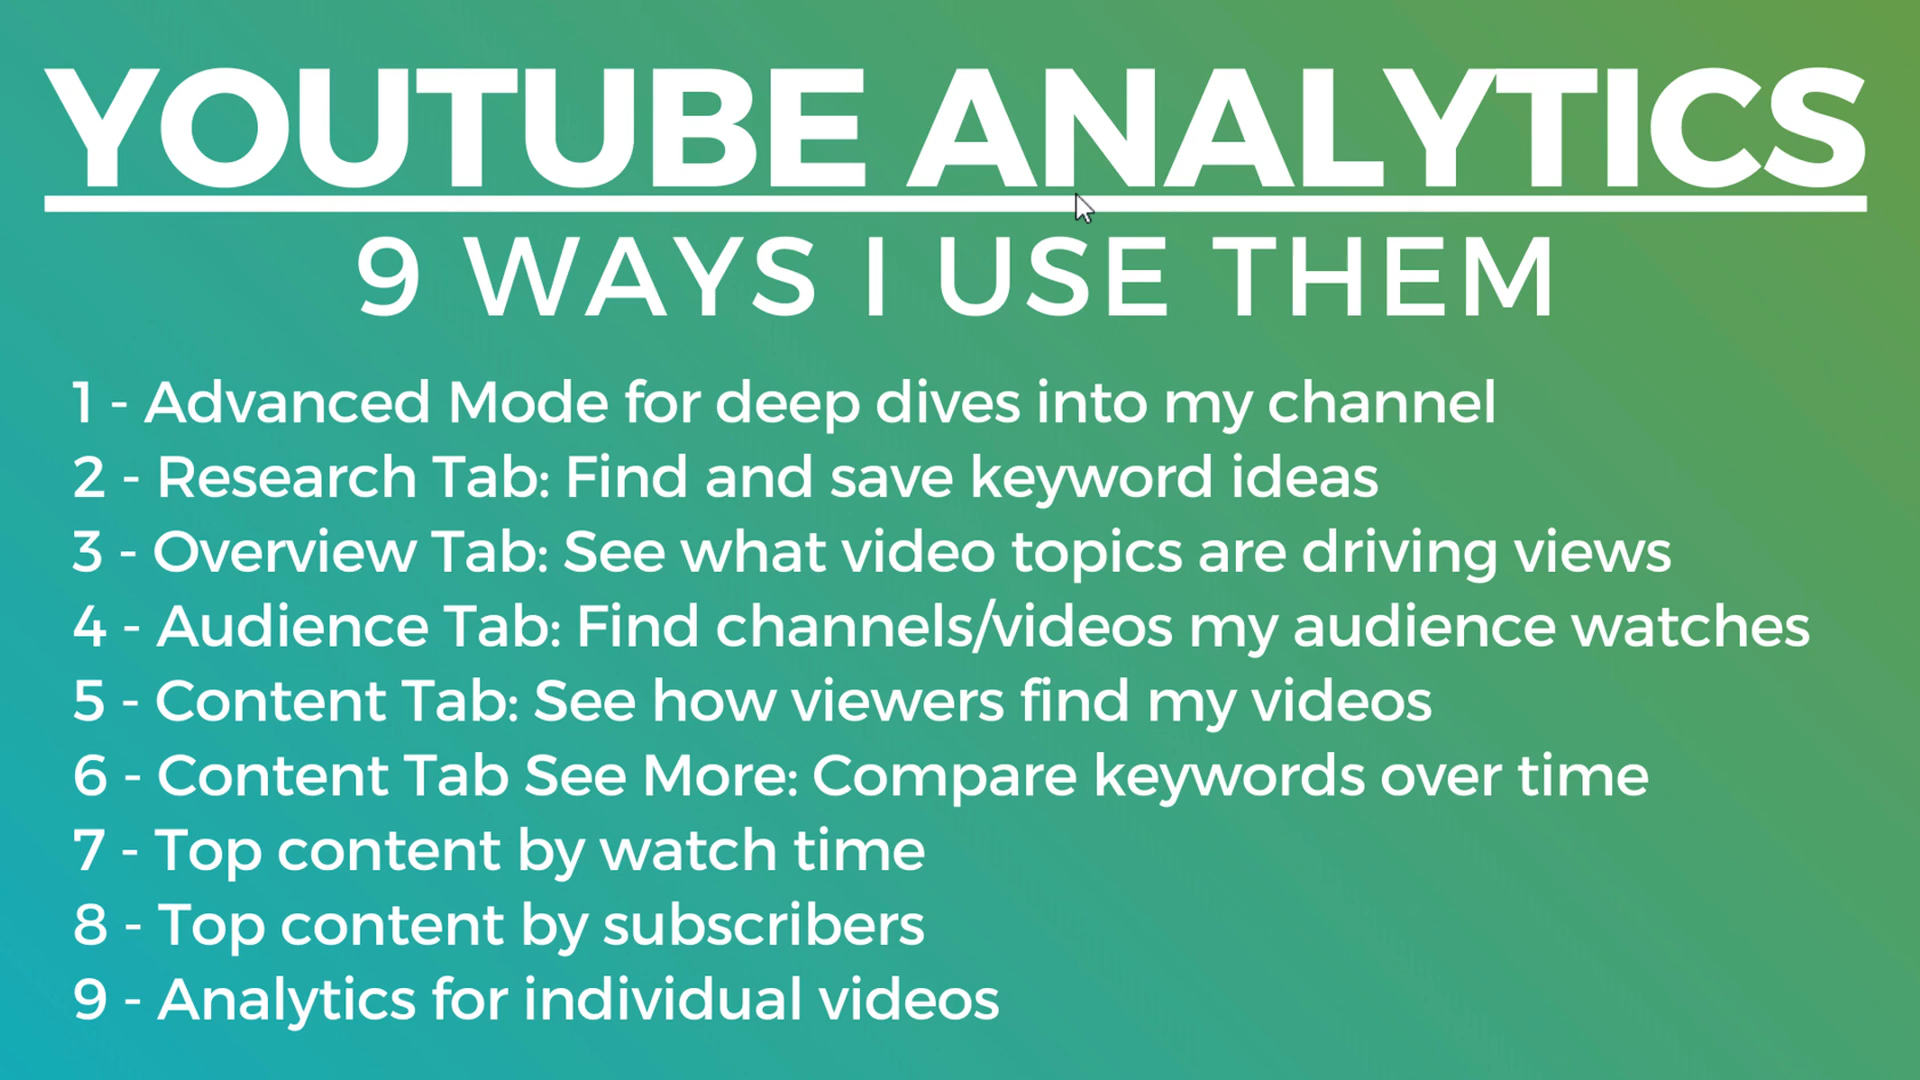 YOUTUBE ANALYTICS
9 WAYS I USE THEM
1 - Advanced Mode for deep dives into my channel
2 - Research Tab: Find and save keyword ideas
3 - Overview Tab: See what video topics are driving views
4 - Audience Tab: Find channels/videos my audience watches
5 - Content Tab: See how viewers find my videos
6 - Content Tab See More: Compare keywords over time
7 - Top content by watch time
8 - Top content by subscribers
9 - Analytics for individual videos